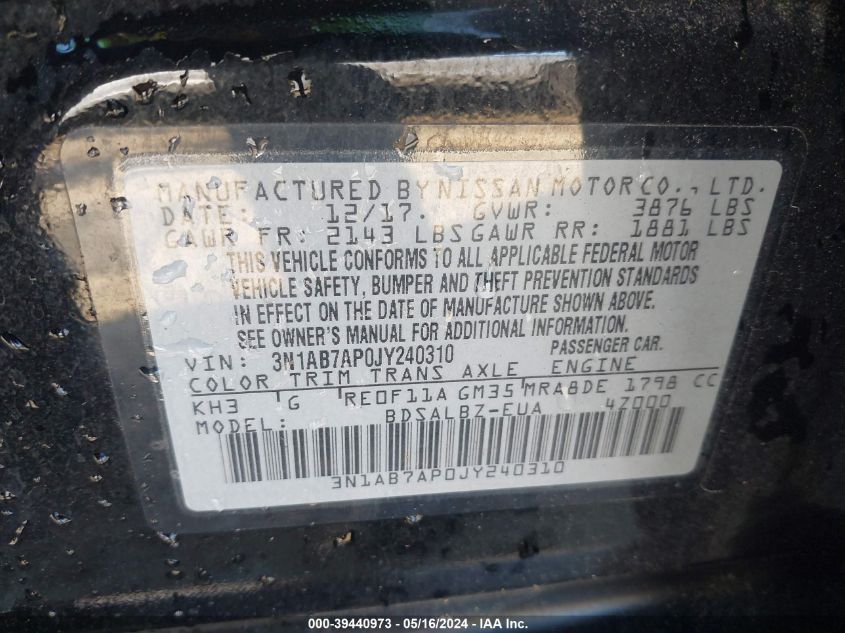 MANUFACTURED BY NISSAN MOTOR CO., LTD.
DATE: 12/17. GVWR: 3876 LBS
GAWR FR: 2143 LBS GAWR RR: 1881 LBS
THIS VEHICLE CONFORMS TO ALL APPLICABLE FEDERAL MOTOR
VEHICLE SAFETY, BUMPER AND THEFT PREVENTION STANDARDS
IN EFFECT ON THE DATE OF MANUFACTURE SHOWN ABOVE.
SEE OWNER'S MANUAL FOR ADDITIONAL INFORMATION.
VIN: 3N1AB7AP0JY240310 PASSENGER CAR.
COLOR TRIM TRANS AXLE ENGINE
KH3 G RE0F11A GM35 MRA8DE 1798 CC
MODEL: BDSALBZ-EUA 4Z000
3N1AB7AP0JY240310
000-39440973 - 05/16/2024 - IAA Inc.